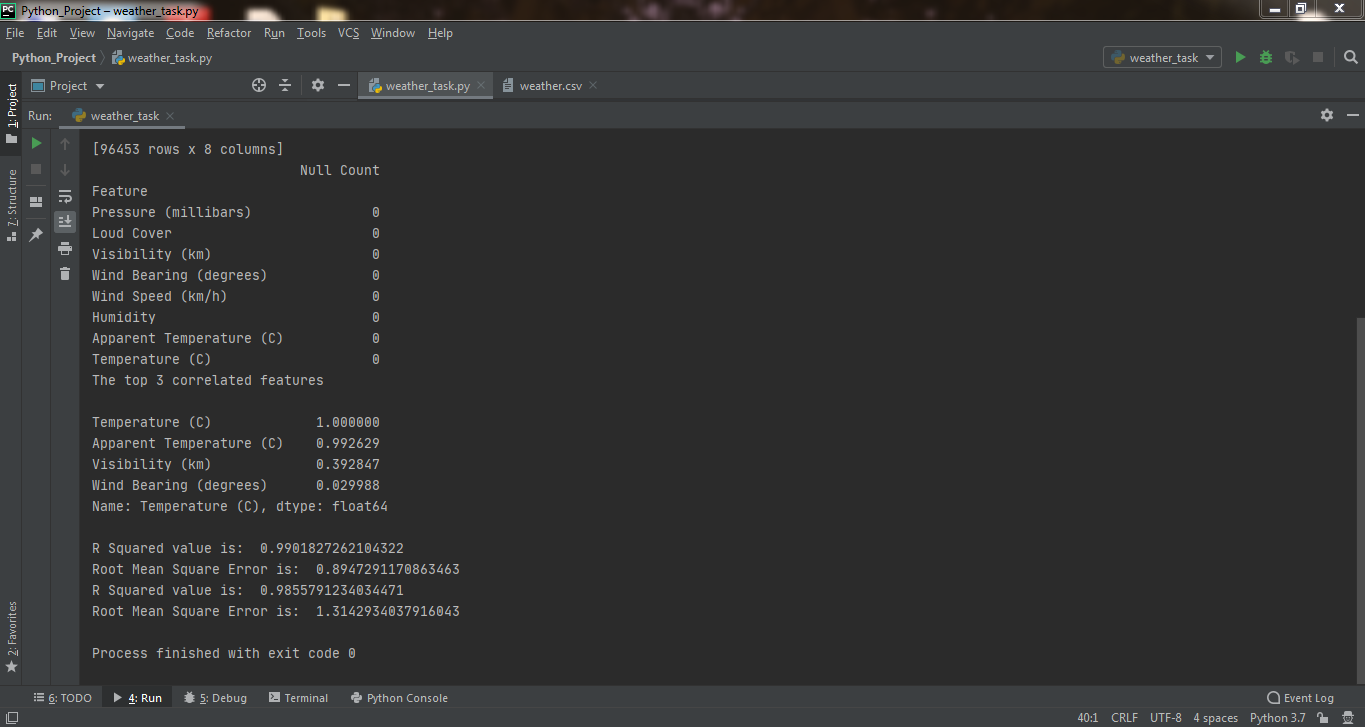 PC Python_Project – weather_task.py
File Edit View Navigate Code Refactor Run Tools VCS Window Help
Python_Project weather_task.py weather_task
1: Project
Project weather_task.py weather.csv
Run: weather_task
7: Structure
2: Favorites
[96453 rows x 8 columns]
Null Count
Feature
Pressure (millibars) 0
Loud Cover 0
Visibility (km) 0
Wind Bearing (degrees) 0
Wind Speed (km/h) 0
Humidity 0
Apparent Temperature (C) 0
Temperature (C) 0
The top 3 correlated features
Temperature (C) 1.000000
Apparent Temperature (C) 0.992629
Visibility (km) 0.392847
Wind Bearing (degrees) 0.029988
Name: Temperature (C), dtype: float64
R Squared value is:  0.9901827262104322
Root Mean Square Error is:  0.8947291170863463
R Squared value is:  0.9855791234034471
Root Mean Square Error is:  1.3142934037916043
Process finished with exit code 0
6: TODO 4: Run 5: Debug Terminal Python Console Event Log
40:1 CRLF UTF-8 4 spaces Python 3.7